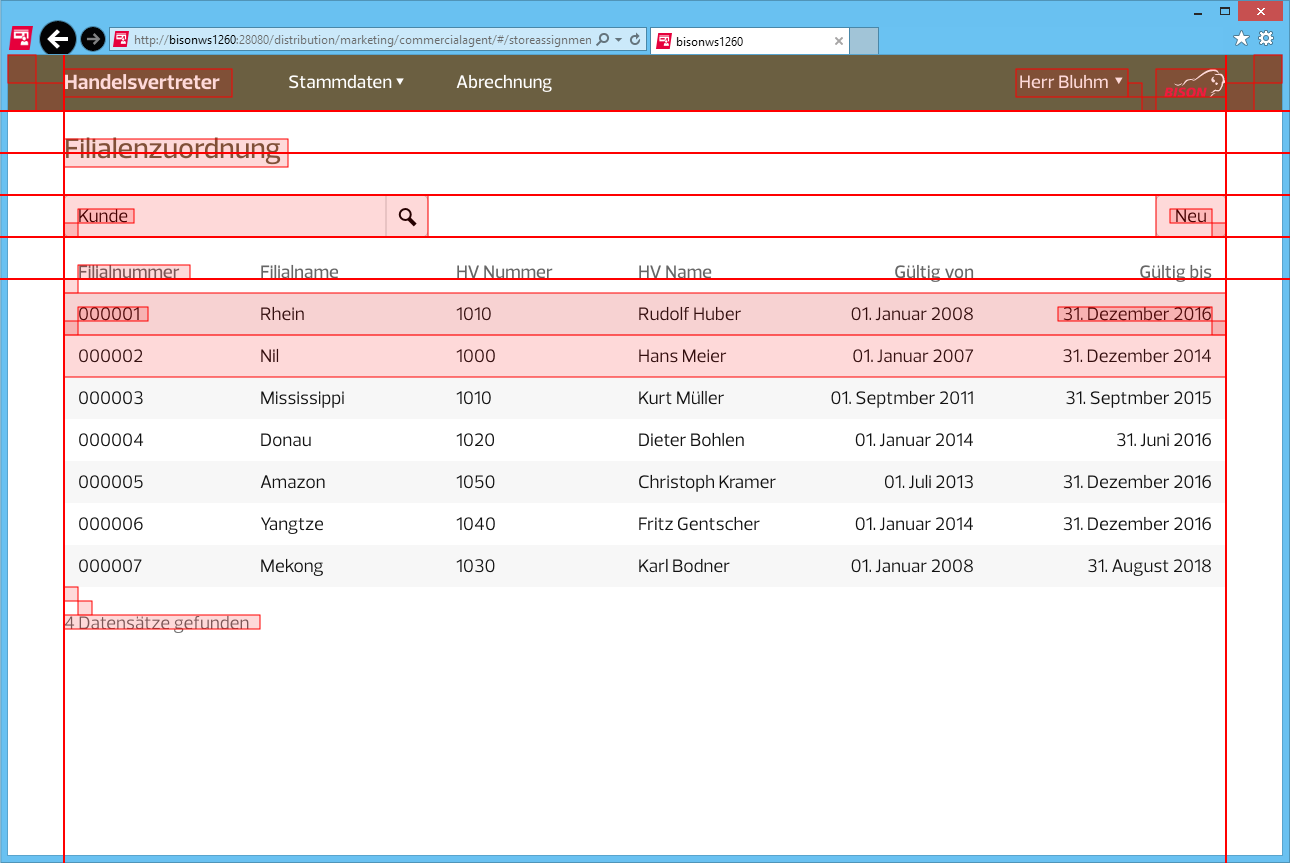 http://bisonws1260:28080/distribution/marketing/commercialagent/#/storeassignmen
bisonws1260
Handelsvertreter Stammdaten Abrechnung Herr Bluhm BISON
Filialenzuordnung
Kunde Neu
Filialnummer Filialname HV Nummer HV Name Gültig von Gültig bis
000001 Rhein 1010 Rudolf Huber 01. Januar 2008 31. Dezember 2016
000002 Nil 1000 Hans Meier 01. Januar 2007 31. Dezember 2014
000003 Mississippi 1010 Kurt Müller 01. Septmber 2011 31. Septmber 2015
000004 Donau 1020 Dieter Bohlen 01. Januar 2014 31. Juni 2016
000005 Amazon 1050 Christoph Kramer 01. Juli 2013 31. Dezember 2016
000006 Yangtze 1040 Fritz Gentscher 01. Januar 2014 31. Dezember 2016
000007 Mekong 1030 Karl Bodner 01. Januar 2008 31. August 2018
4 Datensätze gefunden